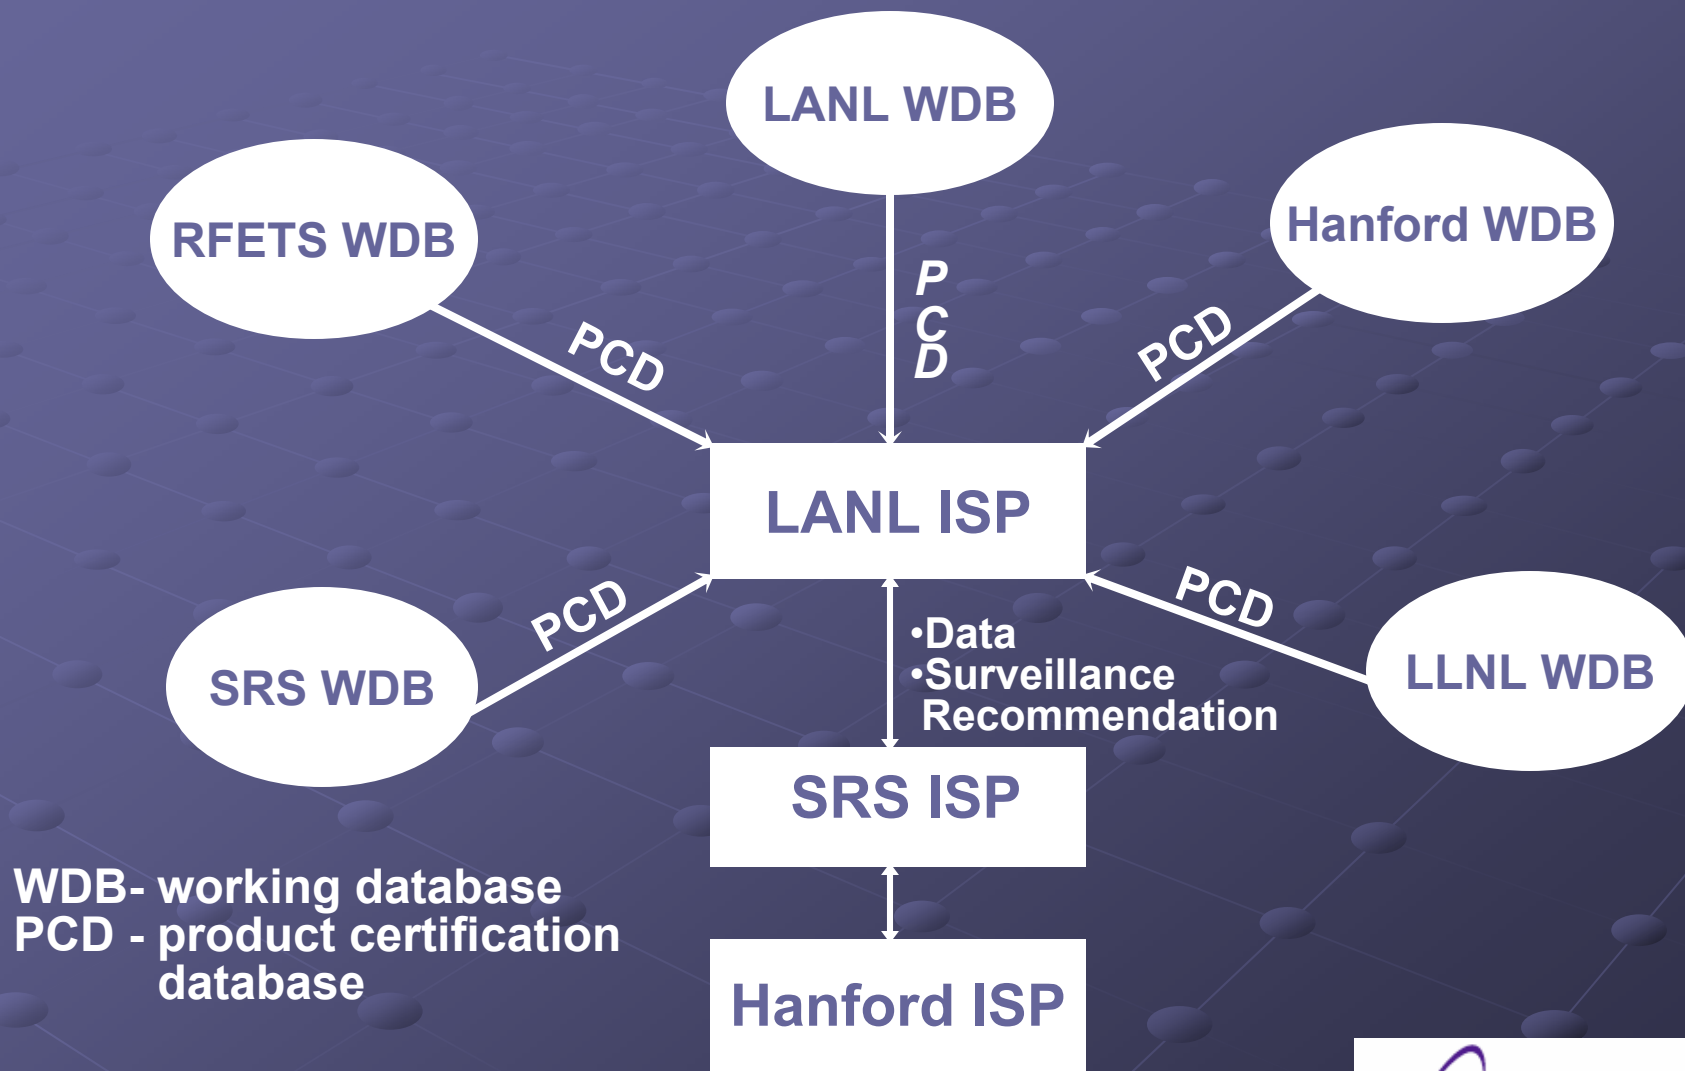 LANL WDB
RFETS WDB
Hanford WDB
PCD
P
C
D
PCD
LANL ISP
SRS WDB
PCD
PCD
LLNL WDB
•Data
•Surveillance
Recommendation
SRS ISP
Hanford ISP
WDB- working database
PCD - product certification
database